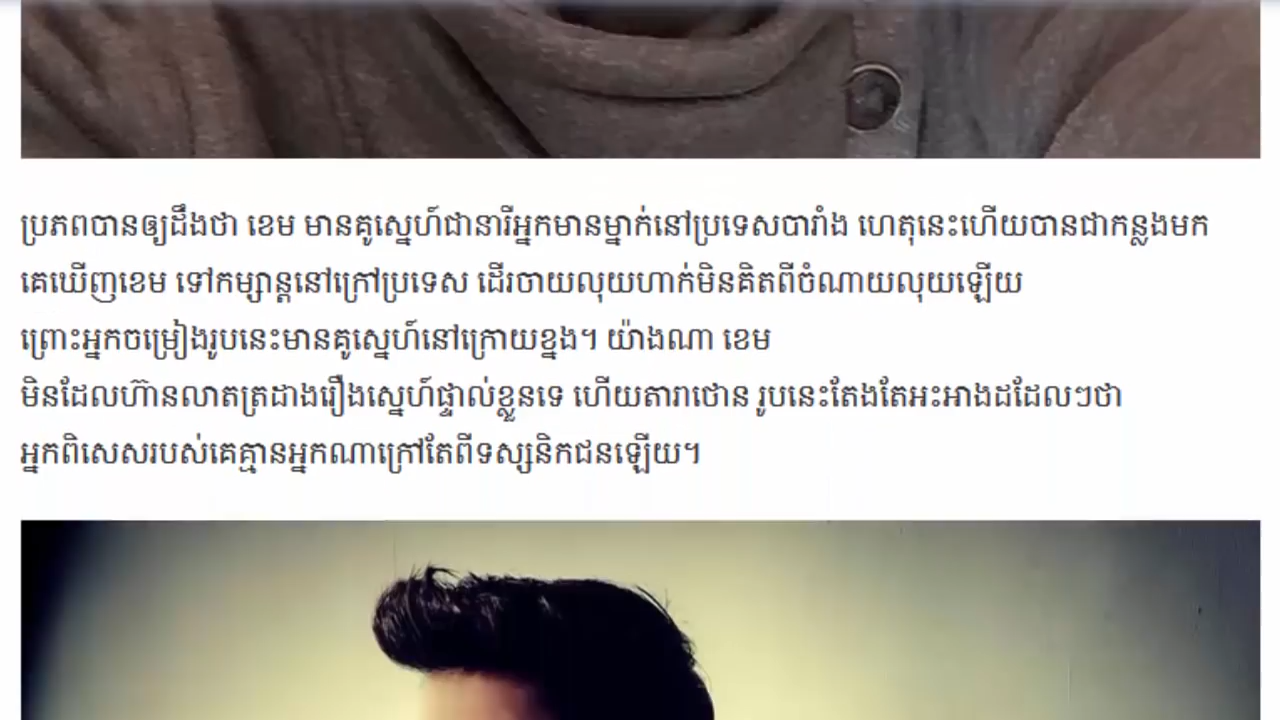 ប្រភពបានឲ្យដឹងថា ខេម មានគូស្នេហ៍ជានារីអ្នកមានម្នាក់នៅប្រទេសបារាំង ហេតុនេះហើយបានជាកន្លងមក
គេឃើញខេម ទៅកម្សាន្តនៅក្រៅប្រទេស ដើរចាយលុយហាក់មិនគិតពីចំណាយលុយឡើយ
ព្រោះអ្នកចម្រៀងរូបនេះមានគូស្នេហ៍នៅក្រោយខ្នង។ យ៉ាងណា ខេម
មិនដែលហ៊ានលាតត្រដាងរឿងស្នេហ៍ផ្ទាល់ខ្លួនទេ ហើយតារាថោន រូបនេះតែងតែអះអាងដដែលៗថា
អ្នកពិសេសរបស់គេគ្មានអ្នកណាក្រៅតែពីទស្សនិកជនឡើយ។